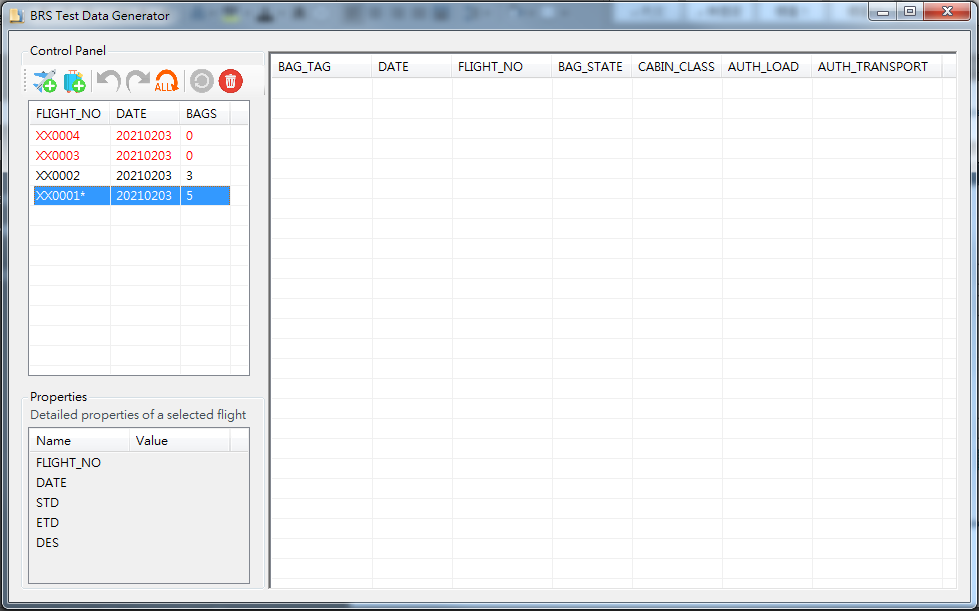 BRS Test Data Generator
Control Panel
ALL
FLIGHT_NO DATE BAGS
XX0004 20210203 0
XX0003 20210203 0
XX0002 20210203 3
XX0001* 20210203 5
Properties
Detailed properties of a selected flight
Name Value
FLIGHT_NO
DATE
STD
ETD
DES
BAG_TAG DATE FLIGHT_NO BAG_STATE CABIN_CLASS AUTH_LOAD AUTH_TRANSPORT